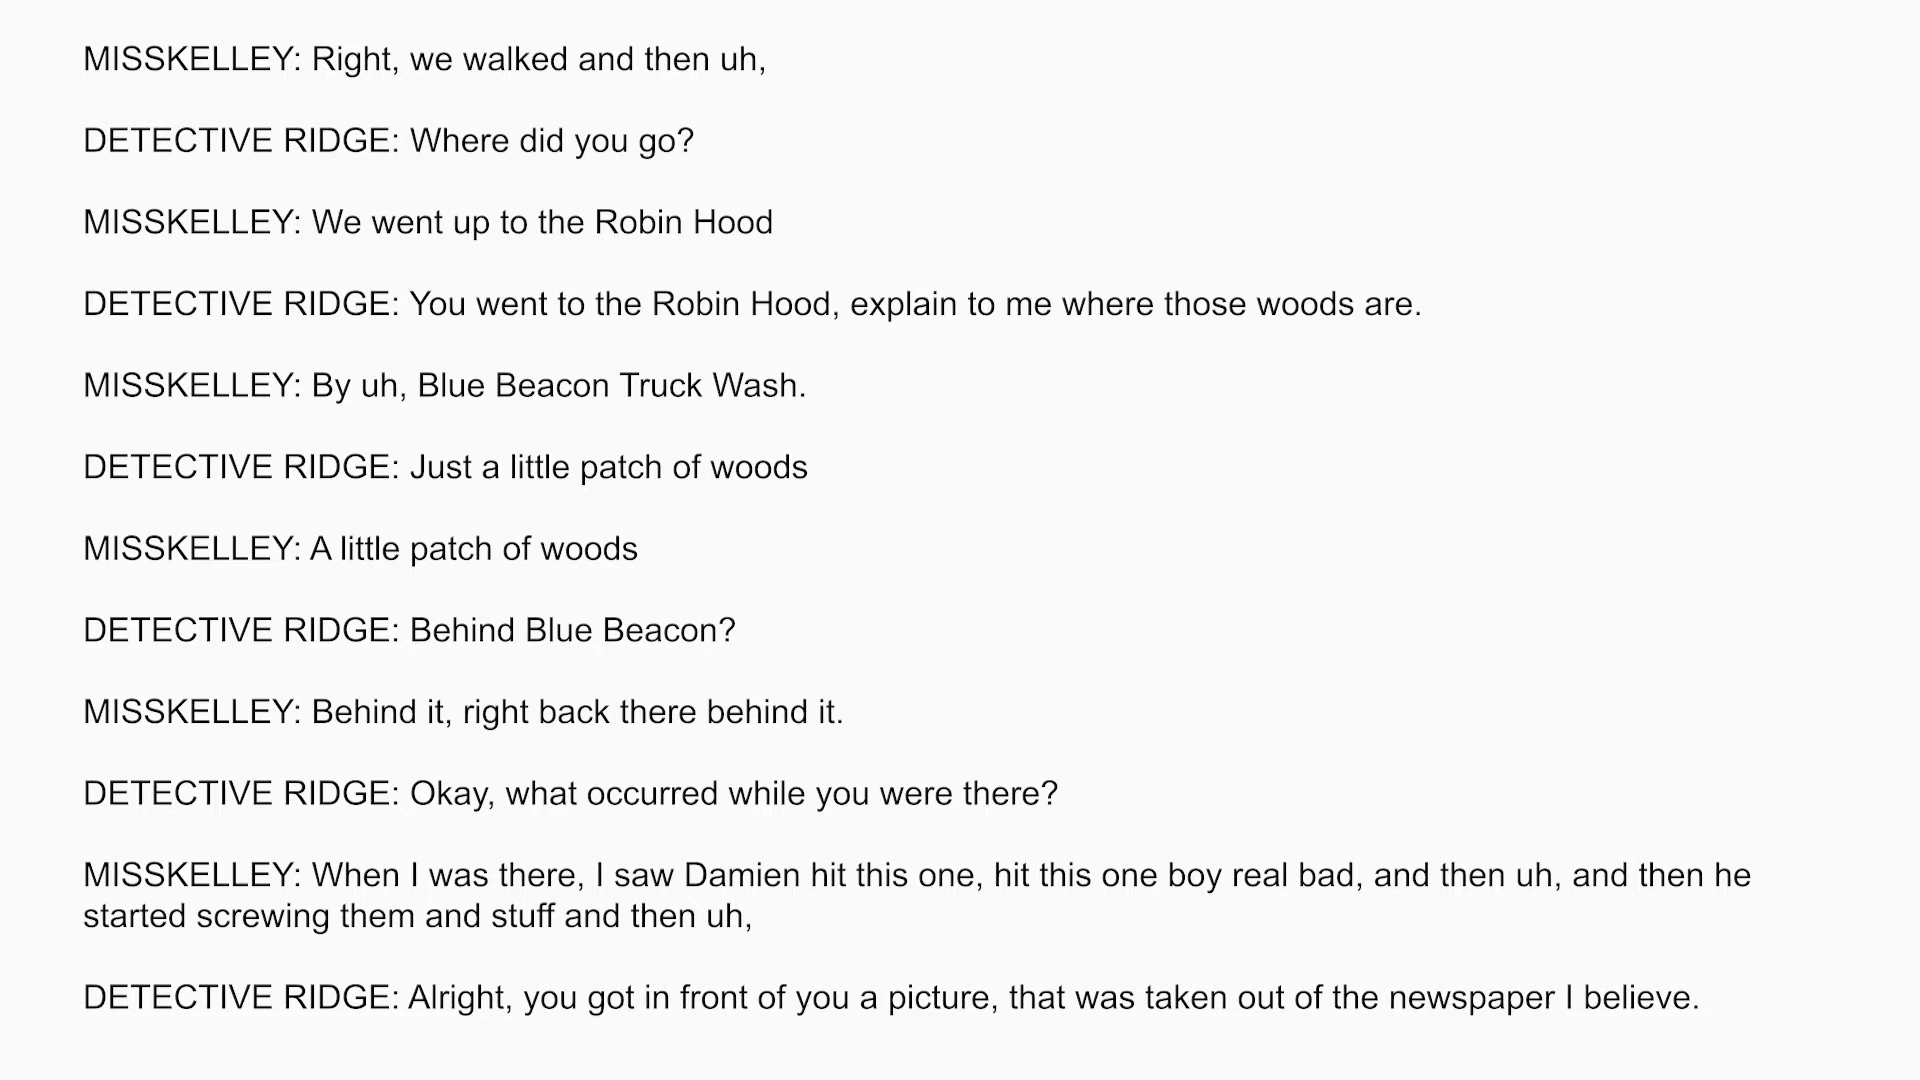 MISSKELLEY: Right, we walked and then uh,
DETECTIVE RIDGE: Where did you go?
MISSKELLEY: We went up to the Robin Hood
DETECTIVE RIDGE: You went to the Robin Hood, explain to me where those woods are.
MISSKELLEY: By uh, Blue Beacon Truck Wash.
DETECTIVE RIDGE: Just a little patch of woods
MISSKELLEY: A little patch of woods
DETECTIVE RIDGE: Behind Blue Beacon?
MISSKELLEY: Behind it, right back there behind it.
DETECTIVE RIDGE: Okay, what occurred while you were there?
MISSKELLEY: When I was there, I saw Damien hit this one, hit this one boy real bad, and then uh, and then he
started screwing them and stuff and then uh,
DETECTIVE RIDGE: Alright, you got in front of you a picture, that was taken out of the newspaper I believe.